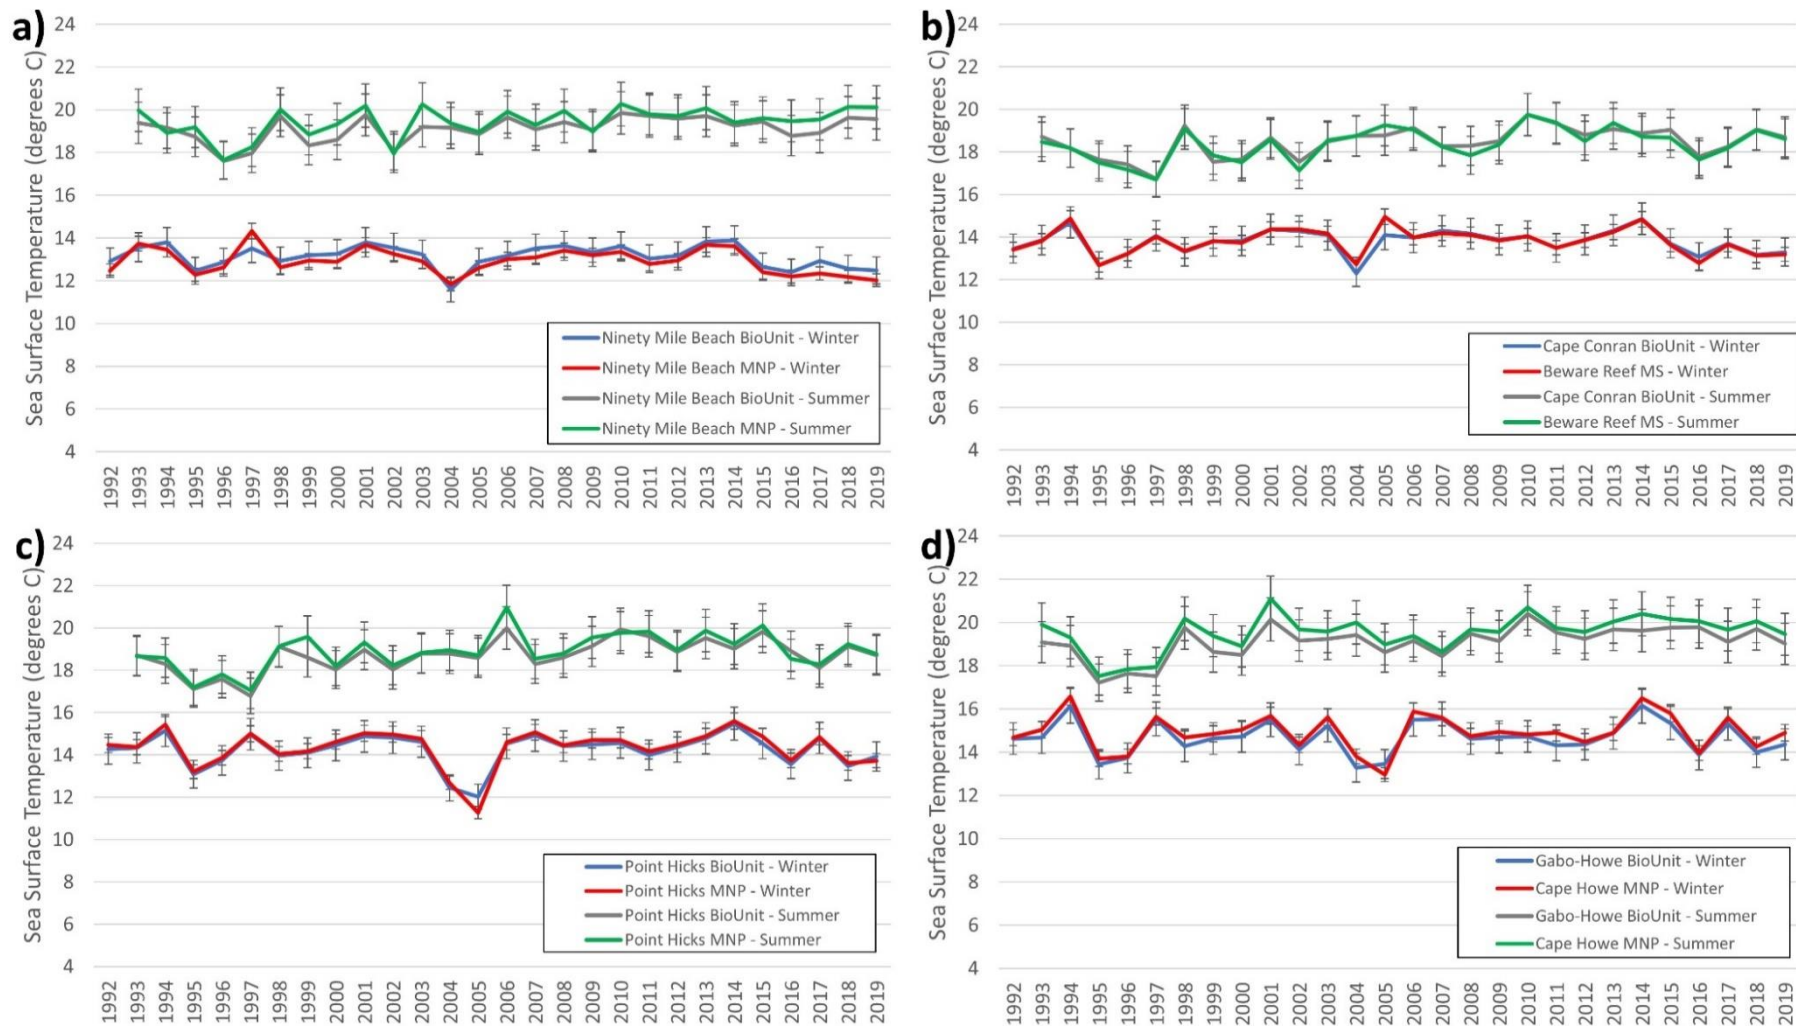 a)
Sea Surface Temperature (degrees C)
24
22
20
18
16
14
12
10
8
6
4
Ninety Mile Beach BioUnit - Winter
Ninety Mile Beach MNP - Winter
Ninety Mile Beach BioUnit - Summer
Ninety Mile Beach MNP - Summer
1992 1993 1994 1995 1996 1997 1998 1999 2000 2001 2002 2003 2004 2005 2006 2007 2008 2009 2010 2011 2012 2013 2014 2015 2016 2017 2018 2019
b)
Sea Surface Temperature (degrees C)
24
22
20
18
16
14
12
10
8
6
4
Cape Conran BioUnit - Winter
Beware Reef MS - Winter
Cape Conran BioUnit - Summer
Beware Reef MS - Summer
1992 1993 1994 1995 1996 1997 1998 1999 2000 2001 2002 2003 2004 2005 2006 2007 2008 2009 2010 2011 2012 2013 2014 2015 2016 2017 2018 2019
c)
Sea Surface Temperature (degrees C)
24
22
20
18
16
14
12
10
8
6
4
Point Hicks BioUnit - Winter
Point Hicks MNP - Winter
Point Hicks BioUnit - Summer
Point Hicks MNP - Summer
1992 1993 1994 1995 1996 1997 1998 1999 2000 2001 2002 2003 2004 2005 2006 2007 2008 2009 2010 2011 2012 2013 2014 2015 2016 2017 2018 2019
d)
Sea Surface Temperature (degrees C)
24
22
20
18
16
14
12
10
8
6
4
Gabo-Howe BioUnit - Winter
Cape Howe MNP - Winter
Gabo-Howe BioUnit - Summer
Cape Howe MNP - Summer
1992 1993 1994 1995 1996 1997 1998 1999 2000 2001 2002 2003 2004 2005 2006 2007 2008 2009 2010 2011 2012 2013 2014 2015 2016 2017 2018 2019